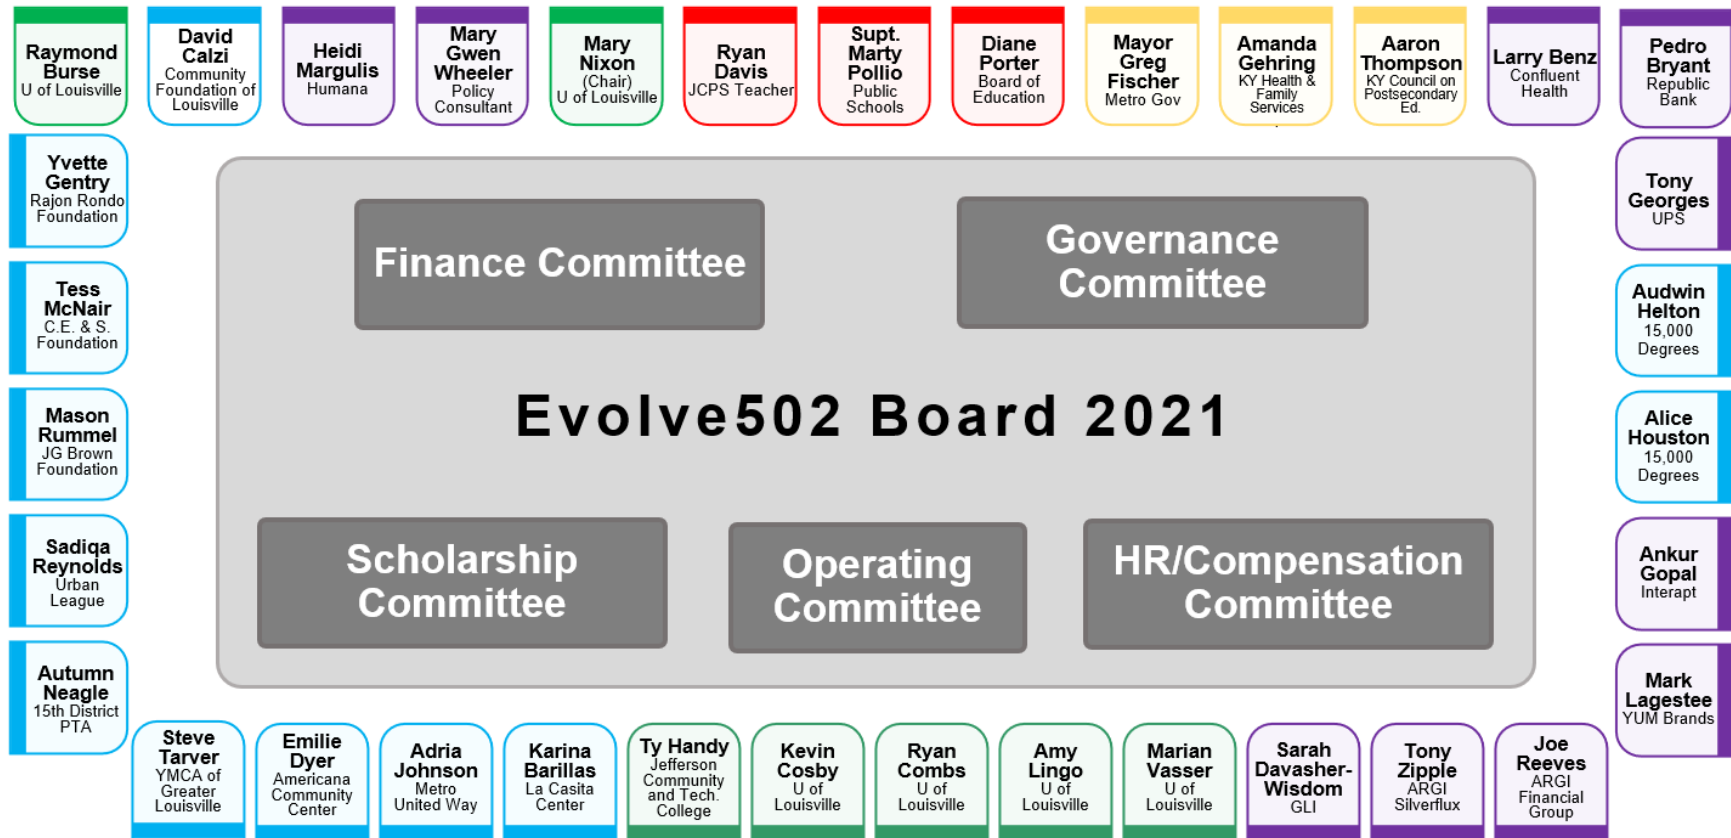 Raymond
Burse
U of Louisville
David
Calzi
Community
Foundation of
Louisville
Heidi
Margulis
Humana
Mary
Gwen
Wheeler
Policy
Consultant
Mary
Nixon
(Chair)
U of Louisville
Ryan
Davis
JCPS Teacher
Supt.
Marty
Pollio
Public
Schools
Diane
Porter
Board of
Education
Mayor
Greg
Fischer
Metro Gov
Amanda
Gehring
KY Health &
Family
Services
Aaron
Thompson
KY Council on
Postsecondary
Ed.
Larry Benz
Confluent
Health
Pedro
Bryant
Republic
Bank
Yvette
Gentry
Rajon Rondo
Foundation
Tess
McNair
C.E. & S.
Foundation
Mason
Rummel
JG Brown
Foundation
Sadiqa
Reynolds
Urban
League
Autumn
Neagle
15th District
PTA
Finance Committee
Governance
Committee
Evolve502 Board 2021
Scholarship
Committee
Operating
Committee
HR/Compensation
Committee
Tony
Georges
UPS
Audwin
Helton
15,000
Degrees
Alice
Houston
15,000
Degrees
Ankur
Gopal
Interapt
Mark
Lagestee
YUM Brands
Steve
Tarver
YMCA of
Greater
Louisville
Emilie
Dyer
Americana
Community
Center
Adria
Johnson
Metro
United Way
Karina
Barillas
La Casita
Center
Ty Handy
Jefferson
Community
and Tech.
College
Kevin
Cosby
U of
Louisville
Ryan
Combs
U of
Louisville
Amy
Lingo
U of
Louisville
Marian
Vasser
U of
Louisville
Sarah
Davasher-
Wisdom
GLI
Tony
Zipple
ARGI
Silverflux
Joe
Reeves
ARGI
Financial
Group